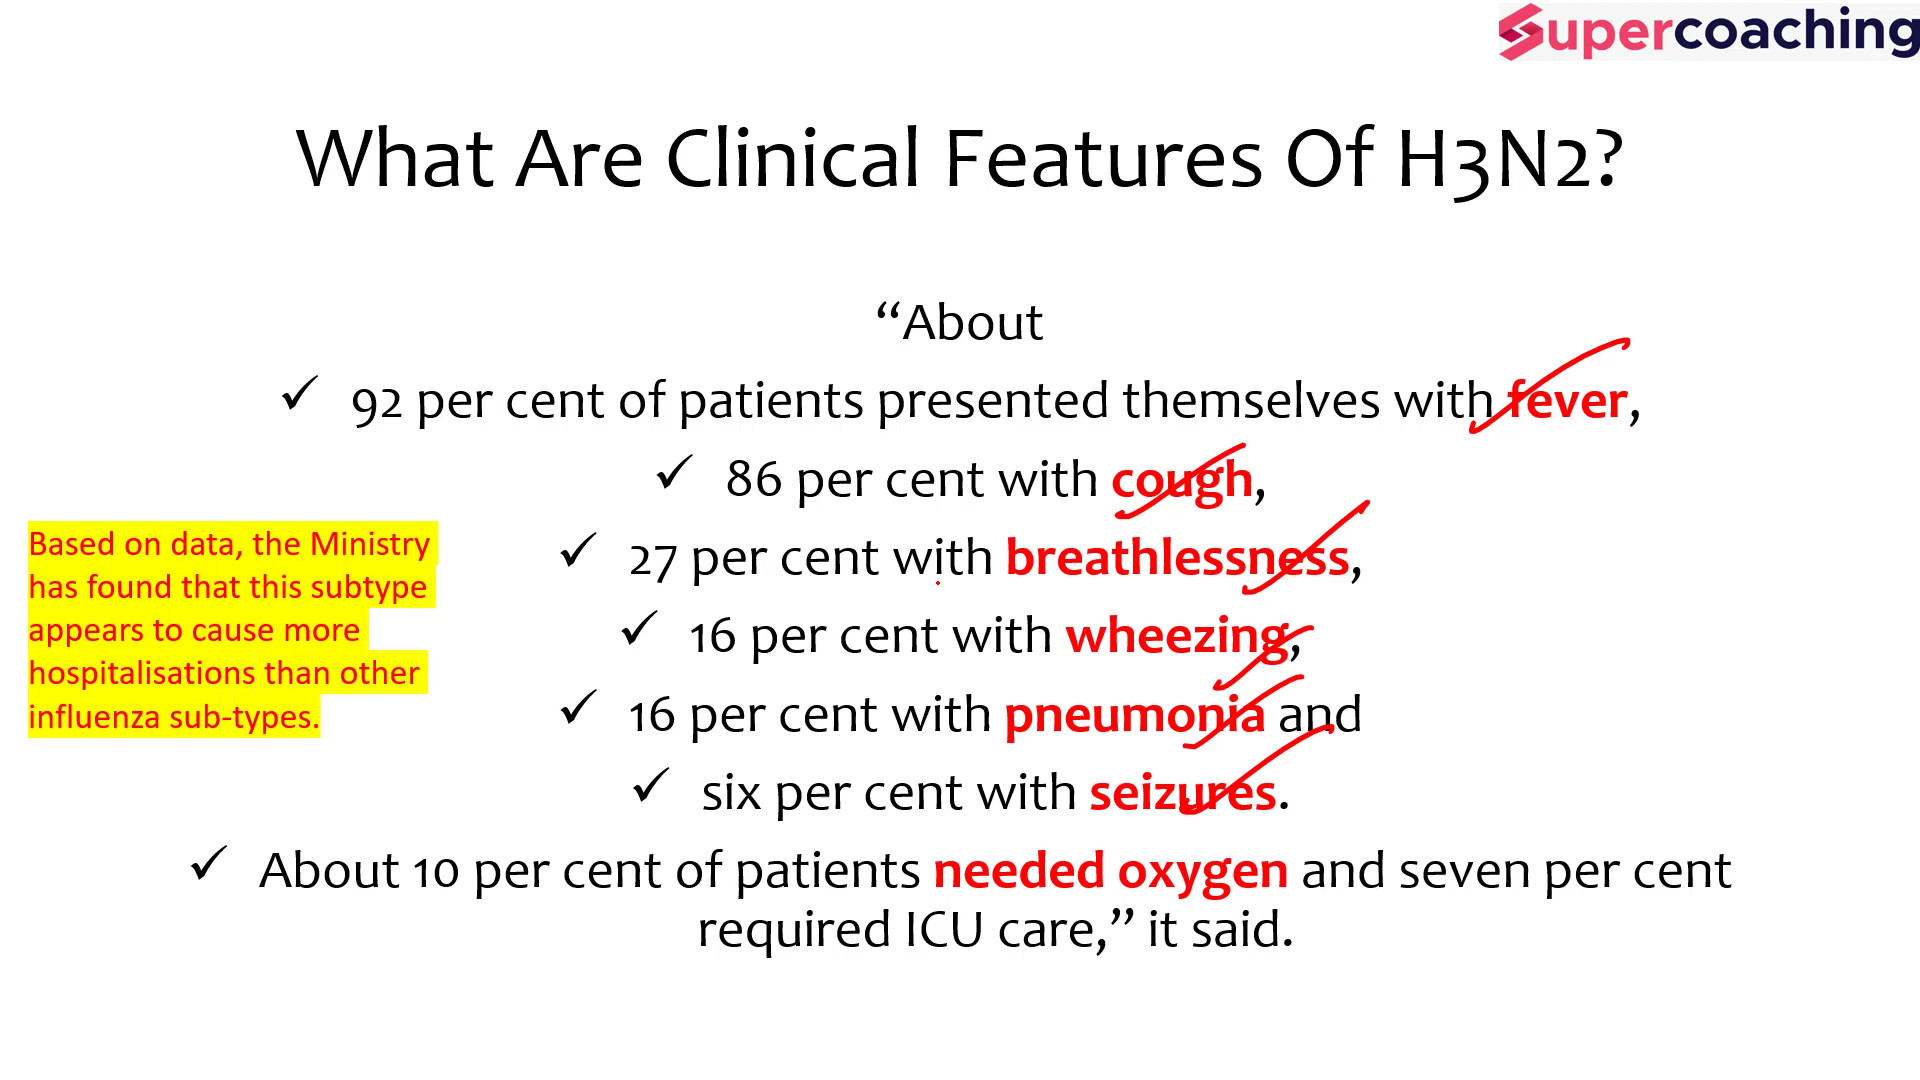 Supercoaching
What Are Clinical Features Of H3N2?
“About
✓ 92 per cent of patients presented themselves with fever,
✓ 86 per cent with cough,
✓ 27 per cent with breathlessness,
✓ 16 per cent with wheezing,
✓ 16 per cent with pneumonia and
✓ six per cent with seizures.
✓ About 10 per cent of patients needed oxygen and seven per cent
required ICU care,” it said.
Based on data, the Ministry
has found that this subtype
appears to cause more
hospitalisations than other
influenza sub-types.